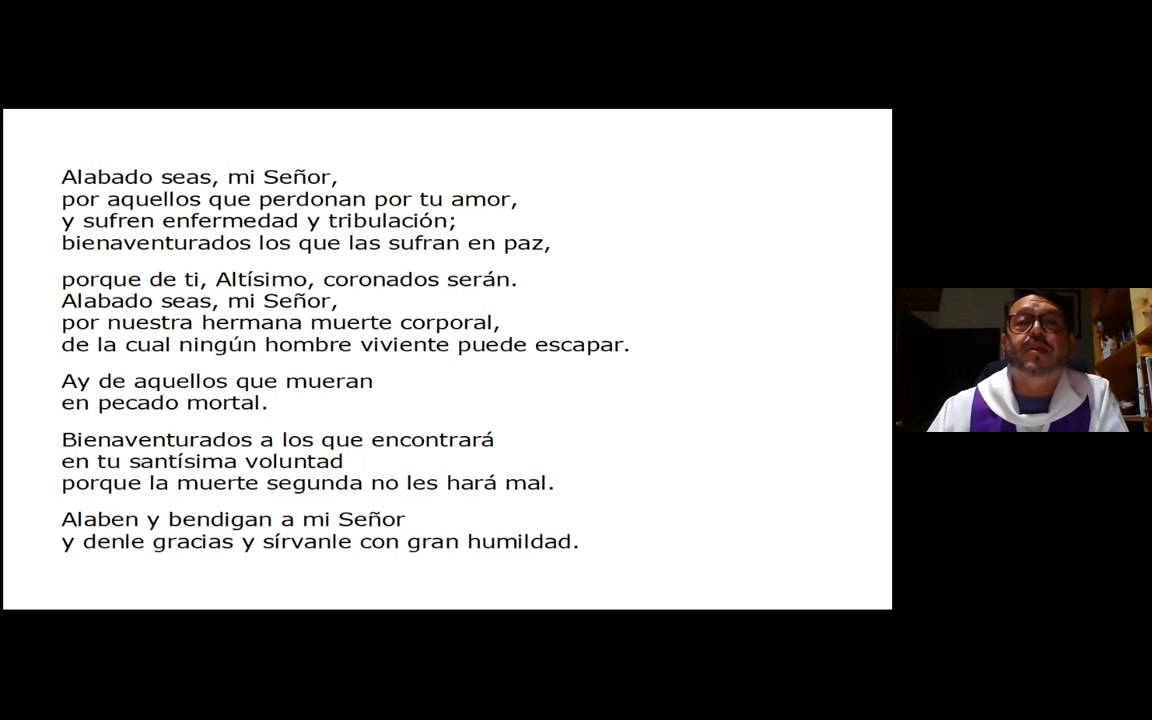 Alabado seas, mi Señor,
por aquellos que perdonan por tu amor,
y sufren enfermedad y tribulación;
bienaventurados los que las sufran en paz,
porque de ti, Altísimo, coronados serán.
Alabado seas, mi Señor,
por nuestra hermana muerte corporal,
de la cual ningún hombre viviente puede escapar.
Ay de aquellos que mueran
en pecado mortal.
Bienaventurados a los que encontrará
en tu santísima voluntad
porque la muerte segunda no les hará mal.
Alaben y bendigan a mi Señor
y denle gracias y sírvanle con gran humildad.